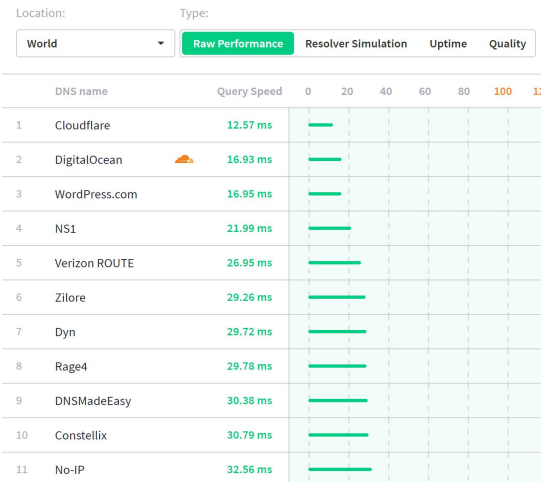 Location: Type:
World Raw Performance Resolver Simulation Uptime Quality
DNS name Query Speed 0 20 40 60 80 100
1 Cloudflare 12.57 ms
2 DigitalOcean 16.93 ms
3 WordPress.com 16.95 ms
4 NS1 21.99 ms
5 Verizon ROUTE 26.95 ms
6 Zilore 29.26 ms
7 Dyn 29.72 ms
8 Rage4 29.78 ms
9 DNSMadeEasy 30.38 ms
10 Constellix 30.79 ms
11 No-IP 32.56 ms